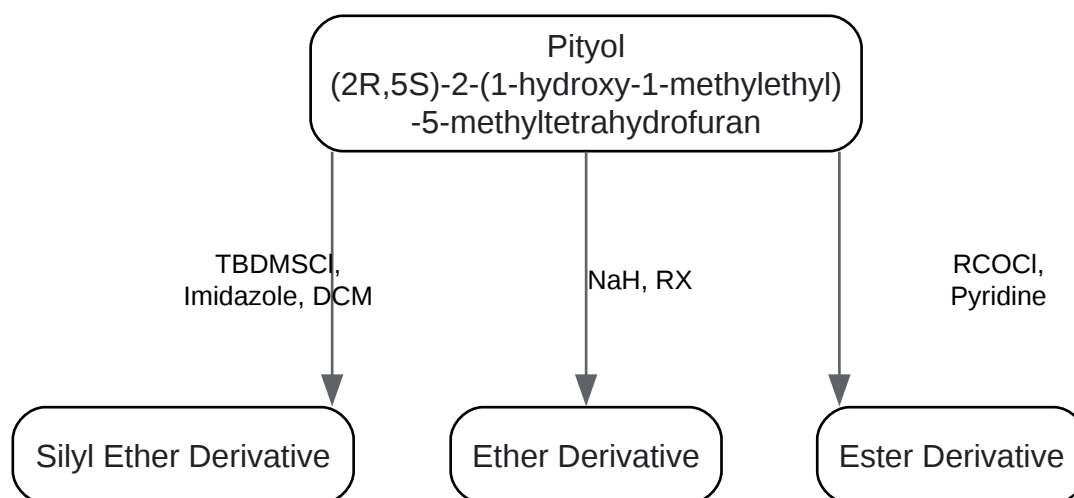 Pityol
(2R,5S)-2-(1-hydroxy-1-methylethyl)
-5-methyltetrahydrofuran
TBDMSCl,
Imidazole, DCM
NaH, RX
RCOCl,
Pyridine
Silyl Ether Derivative
Ether Derivative
Ester Derivative